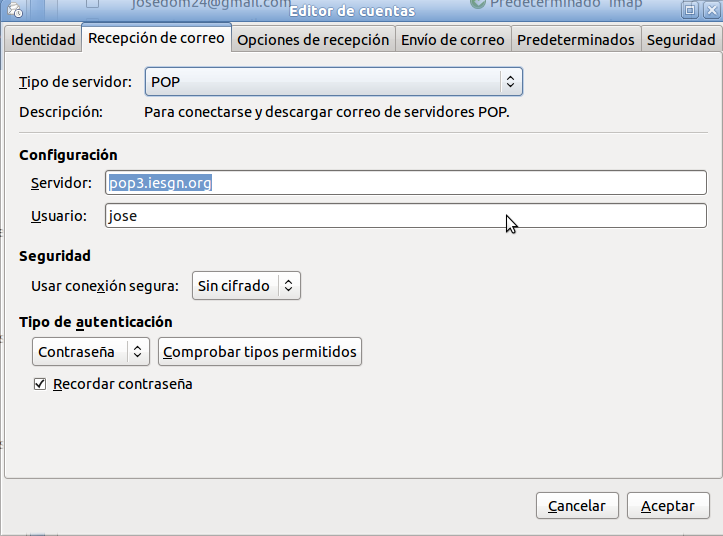 josedom24@gmail.com Predeterminado imap
Editor de cuentas
Identidad Recepción de correo Opciones de recepción Envío de correo Predeterminados Seguridad
Tipo de servidor: POP
Descripción: Para conectarse y descargar correo de servidores POP.
Configuración
Servidor: pop3.iesgn.org
Usuario: jose
Seguridad
Usar conexión segura: Sin cifrado
Tipo de autenticación
Contraseña Comprobar tipos permitidos
Recordar contraseña
Cancelar Aceptar